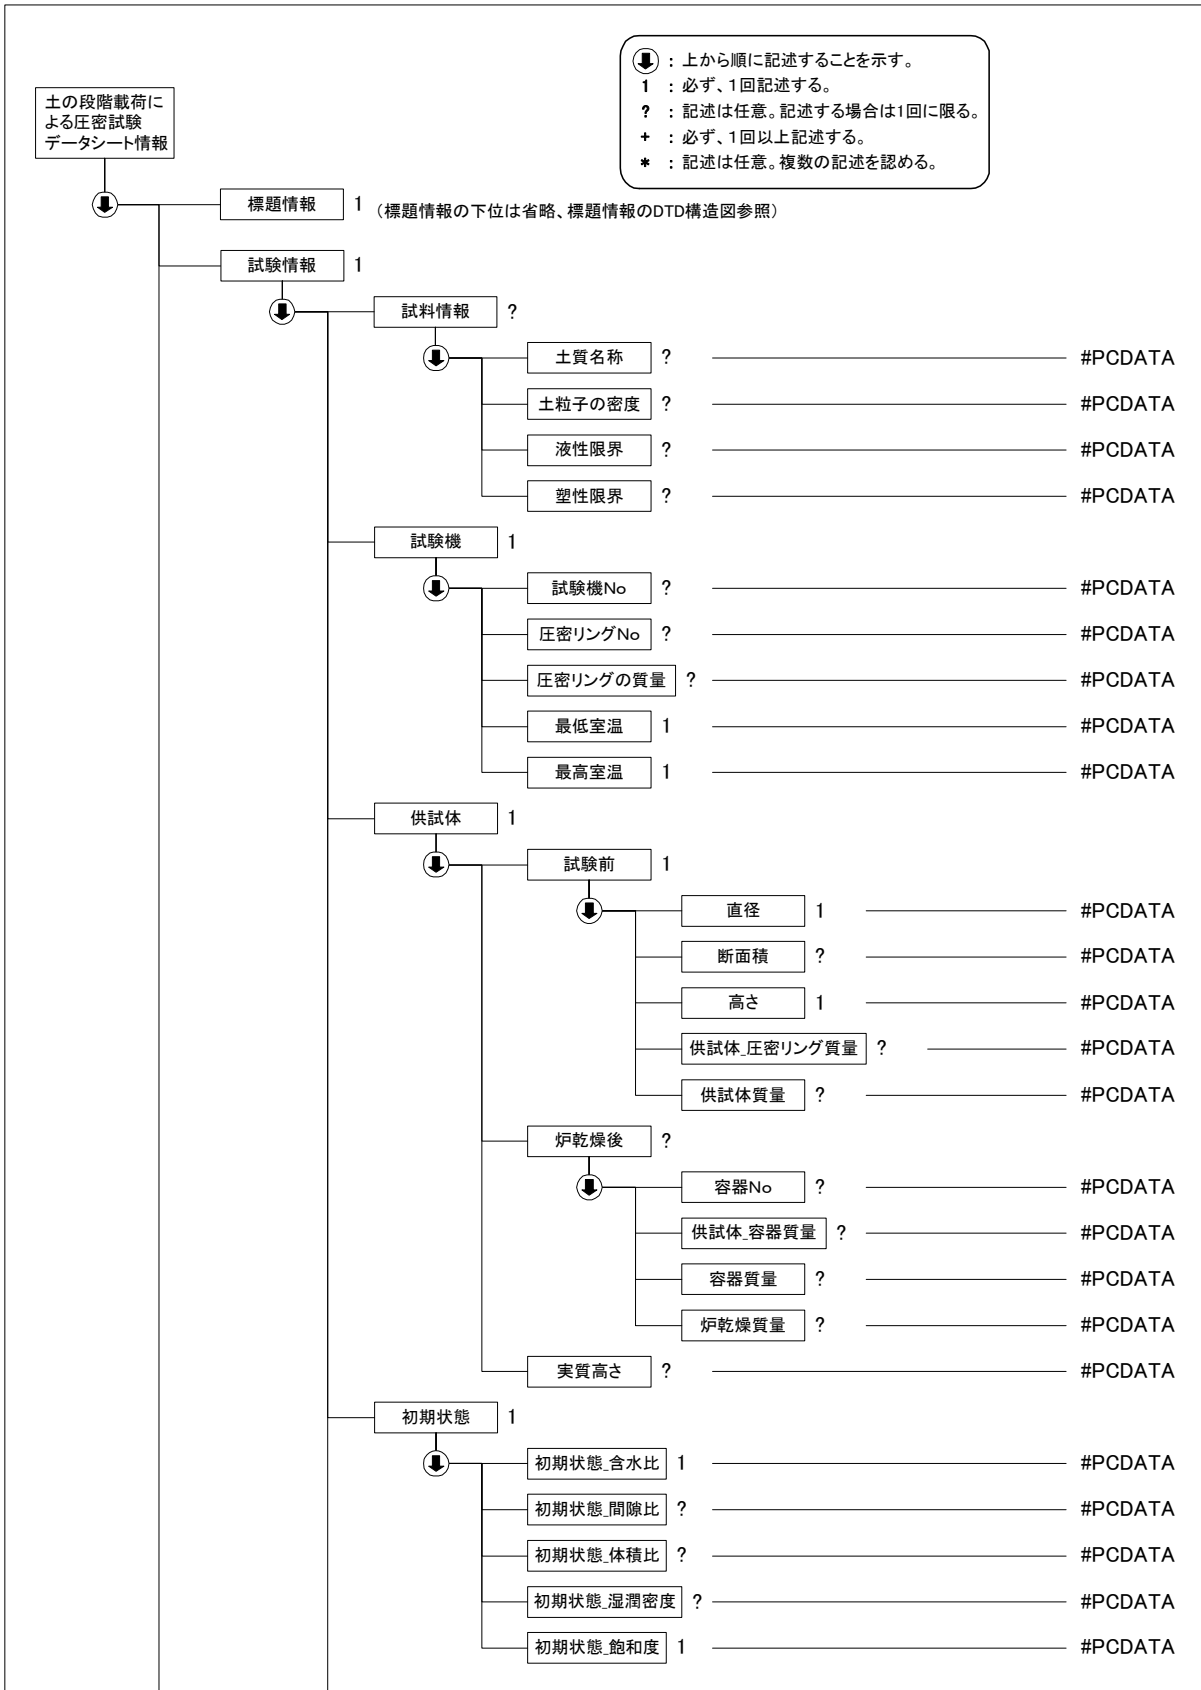 ：上から順に記述することを示す。
1：必ず、1回記述する。
?：記述は任意。記述する場合は1回に限る。
+：必ず、1回以上記述する。
*：記述は任意。複数の記述を認める。
土の段階載荷に
よる圧密試験
データシート情報
標題情報 1 （標題情報の下位は省略、標題情報のDTD構造図参照）
試験情報 1
試料情報 ?
土質名称 ? #PCDATA
土粒子の密度 ? #PCDATA
液性限界 ? #PCDATA
塑性限界 ? #PCDATA
試験機 1
試験機No ? #PCDATA
圧密リングNo ? #PCDATA
圧密リングの質量 ? #PCDATA
最低室温 1 #PCDATA
最高室温 1 #PCDATA
供試体 1
試験前 1
直径 1 #PCDATA
断面積 ? #PCDATA
高さ 1 #PCDATA
供試体_圧密リング質量 ? #PCDATA
供試体質量 ? #PCDATA
炉乾燥後 ?
容器No ? #PCDATA
供試体_容器質量 ? #PCDATA
容器質量 ? #PCDATA
炉乾燥質量 ? #PCDATA
実質高さ ? #PCDATA
初期状態 1
初期状態_含水比 1 #PCDATA
初期状態_間隙比 ? #PCDATA
初期状態_体積比 ? #PCDATA
初期状態_湿潤密度 ? #PCDATA
初期状態_飽和度 1 #PCDATA